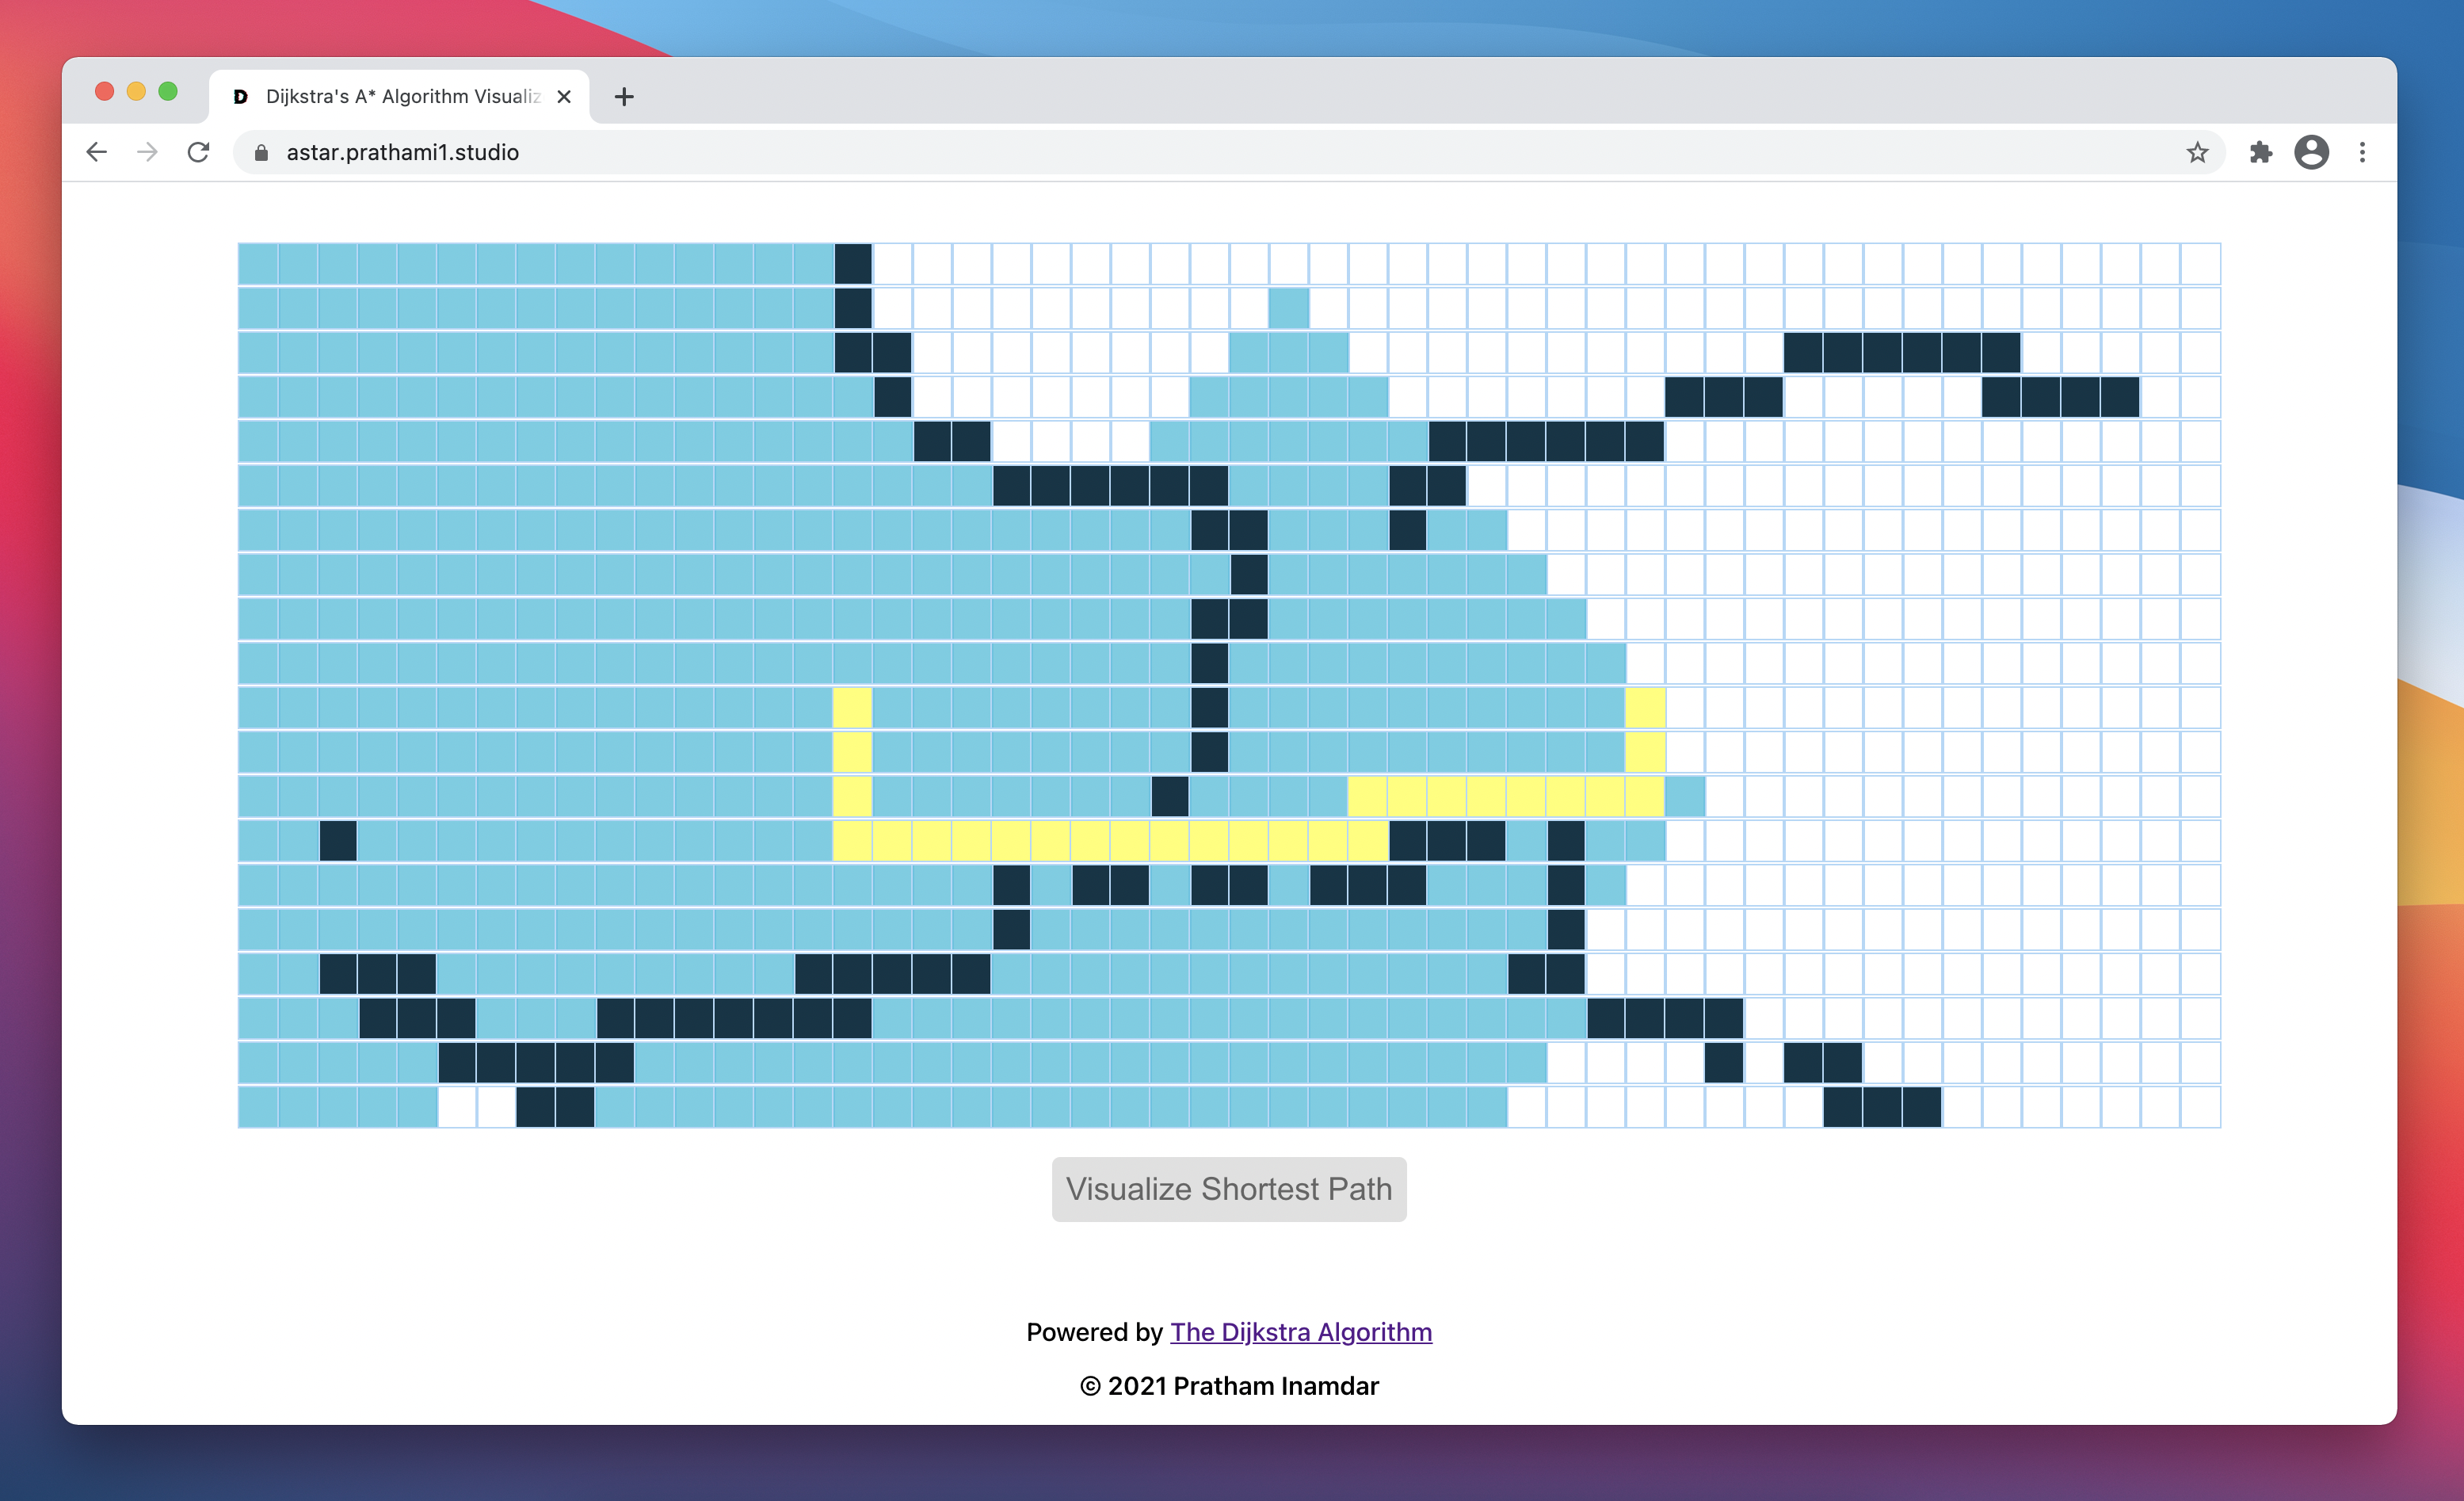 D Dijkstra's A* Algorithm Visualiz
astar.prathami1.studio
Visualize Shortest Path
Powered by The Dijkstra Algorithm
© 2021 Pratham Inamdar